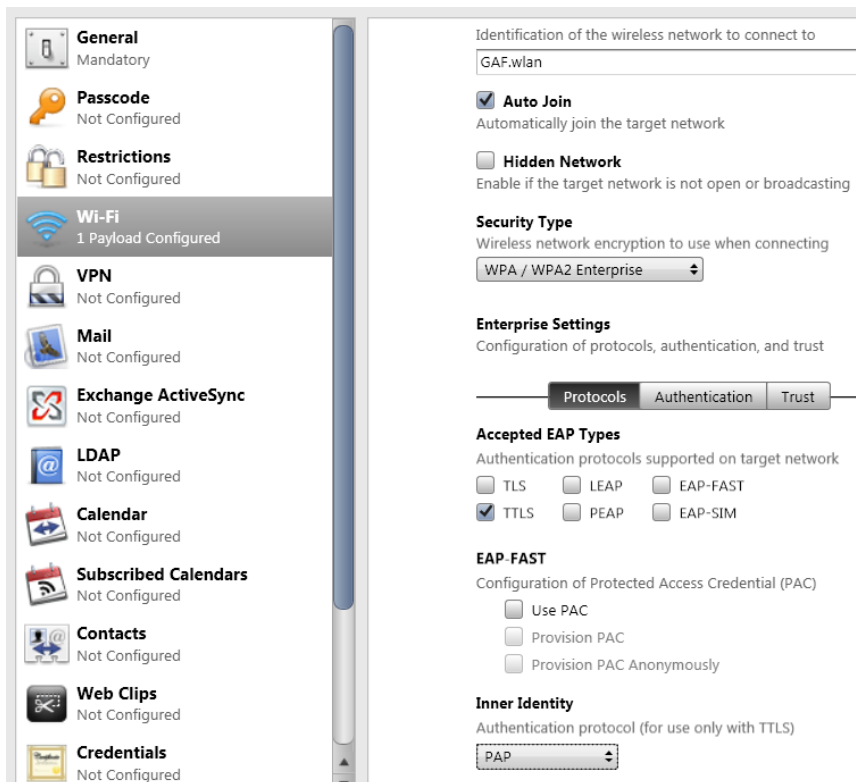 General
Mandatory
Passcode
Not Configured
Restrictions
Not Configured
Wi-Fi
1 Payload Configured
VPN
Not Configured
Mail
Not Configured
Exchange ActiveSync
Not Configured
LDAP
Not Configured
Calendar
Not Configured
Subscribed Calendars
Not Configured
Contacts
Not Configured
Web Clips
Not Configured
Credentials
Not Configured
Identification of the wireless network to connect to
GAF.wlan
Auto Join
Automatically join the target network
Hidden Network
Enable if the target network is not open or broadcasting
Security Type
Wireless network encryption to use when connecting
WPA / WPA2 Enterprise
Enterprise Settings
Configuration of protocols, authentication, and trust
Protocols Authentication Trust
Accepted EAP Types
Authentication protocols supported on target network
TLS LEAP EAP-FAST
TTLS PEAP EAP-SIM
EAP-FAST
Configuration of Protected Access Credential (PAC)
Use PAC
Provision PAC
Provision PAC Anonymously
Inner Identity
Authentication protocol (for use only with TTLS)
PAP